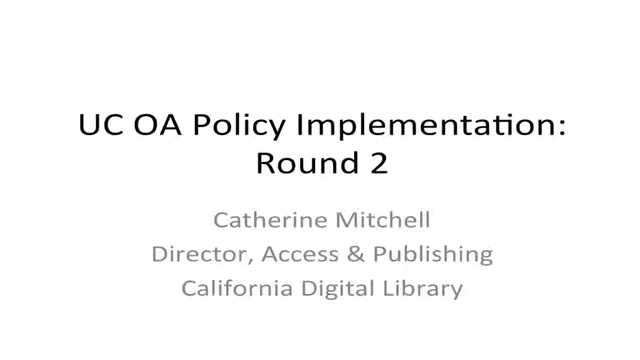 UC OA Policy Implementation:
Round 2
Catherine Mitchell
Director, Access & Publishing
California Digital Library